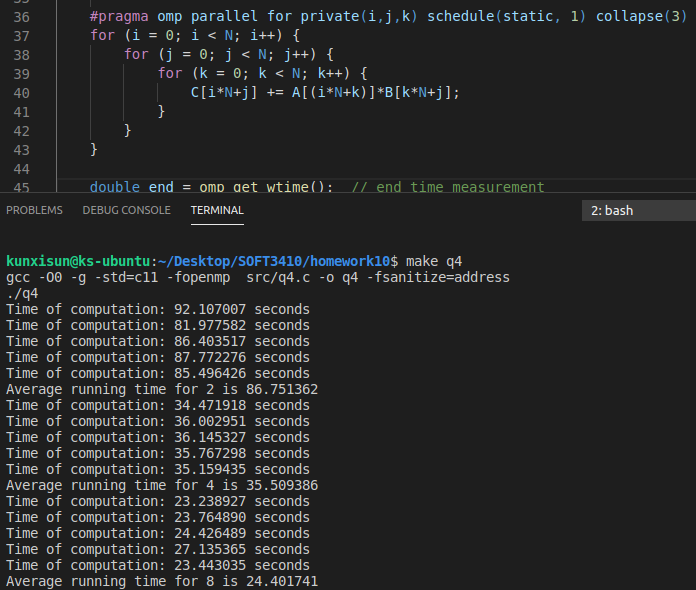 35
36 #pragma omp parallel for private(i,j,k) schedule(static, 1) collapse(3)
37 for (i = 0; i < N; i++) {
38 for (j = 0; j < N; j++) {
39 for (k = 0; k < N; k++) {
40 C[i*N+j] += A[(i*N+k)]*B[k*N+j];
41 }
42 }
43 }
44
45 double end = omp_get_wtime(); // end time measurement
PROBLEMS DEBUG CONSOLE TERMINAL 2: bash
kunxisun@ks-ubuntu:~/Desktop/SOFT3410/homework10$ make q4
gcc -O0 -g -std=c11 -fopenmp src/q4.c -o q4 -fsanitize=address
./q4
Time of computation: 92.107007 seconds
Time of computation: 81.977582 seconds
Time of computation: 86.403517 seconds
Time of computation: 87.772276 seconds
Time of computation: 85.496426 seconds
Average running time for 2 is 86.751362
Time of computation: 34.471918 seconds
Time of computation: 36.002951 seconds
Time of computation: 36.145327 seconds
Time of computation: 35.767298 seconds
Time of computation: 35.159435 seconds
Average running time for 4 is 35.509386
Time of computation: 23.238927 seconds
Time of computation: 23.764890 seconds
Time of computation: 24.426489 seconds
Time of computation: 27.135365 seconds
Time of computation: 23.443035 seconds
Average running time for 8 is 24.401741